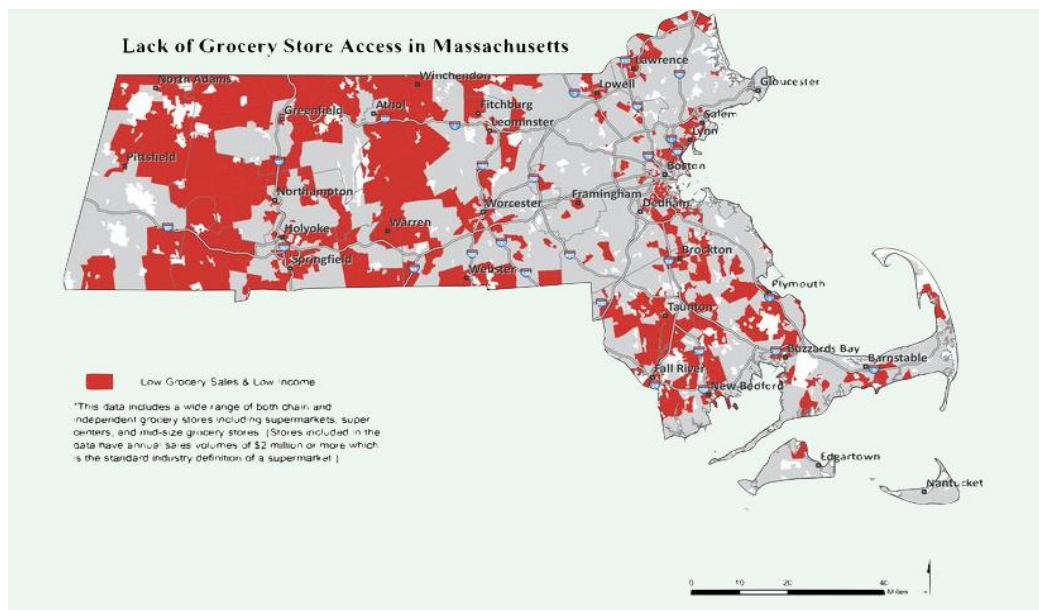 Lack of Grocery Store Access in Massachusetts
North Adams
Winchendon
Lawrence
Lowell
Gloucester
Greenfield
Athol
Fitchburg
Leominster
Salem
Lynn
Pittsfield
Boston
Northampton
Worcester
Framingham
Dedham
Holyoke
Warren
Brockton
Springfield
Webster
Plymouth
Taunton
Buzzards Bay
Barnstable
Fall River
New Bedford
Low Grocery Sales & Low Income
*This data includes a wide range of both chain and
independent grocery stores including supermarkets, super
centers, and mid-size grocery stores. (Stores included in the
data have annual sales volumes of $2 million or more which
is the standard industry definition of a supermarket.)
Edgartown
Nantucket
0 10 20 40
Miles